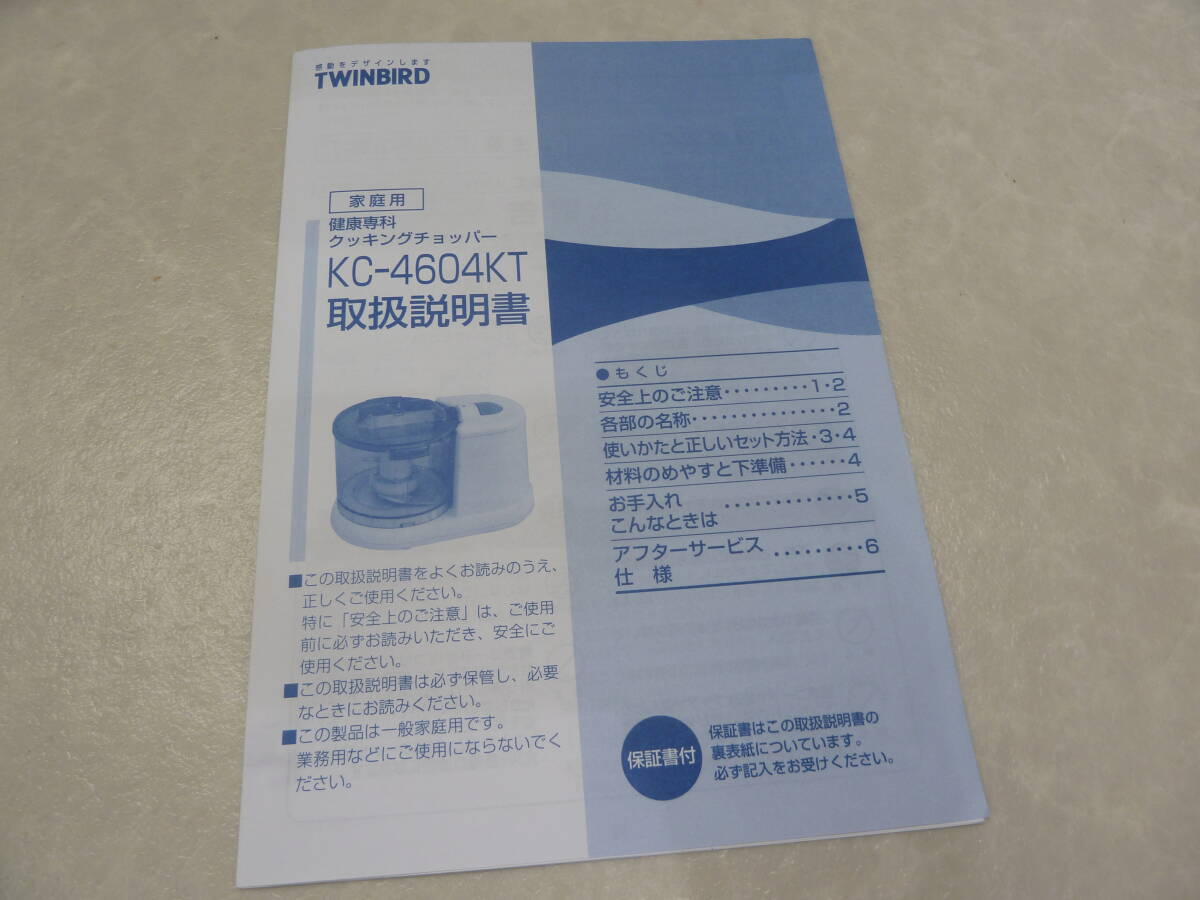 感動をデザインします
TWINBIRD
家庭用
健康専科
クッキングチョッパー
KC-4604KT
取扱説明書
■この取扱説明書をよくお読みのうえ、
正しくご使用ください。
特に「安全上のご注意」は、ご使用
前に必ずお読みいただき、安全にご
使用ください。
■この取扱説明書は必ず保管し、必要
なときにお読みください。
■この製品は一般家庭用です。
業務用などにご使用にならないでく
ださい。
●もくじ
安全上のご注意・・・・・・・・・1・2
各部の名称・・・・・・・・・・・・・・・2
使いかたと正しいセット方法・3・4
材料のめやすと下準備・・・・・・4
お手入れ
こんなときは・・・・・・・・・・・・・5
アフターサービス
仕様・・・・・・・・・6
保証書付
保証書はこの取扱説明書の
裏表紙についています。
必ず記入をお受けください。